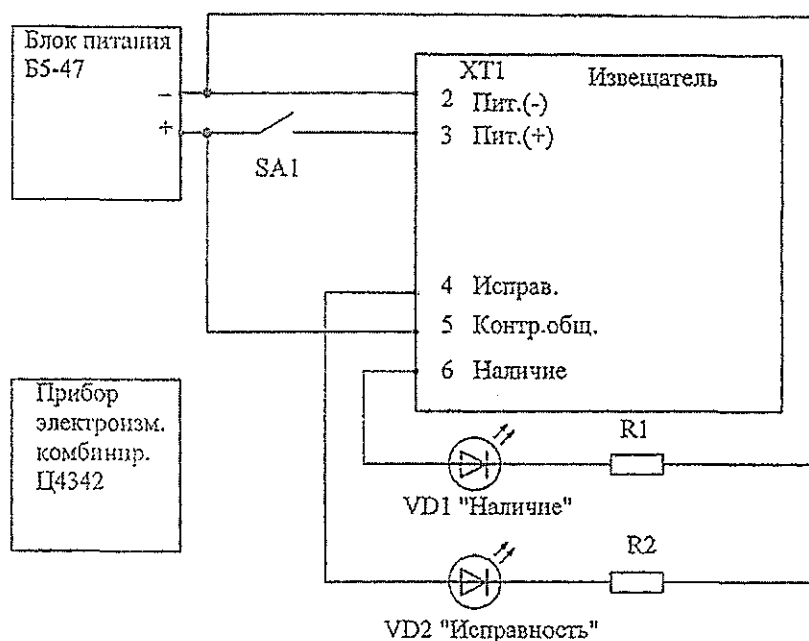 Блок питания
Б5-47
−
+
SA1
XT1
Извещатель
2 Пит.(-)
3 Пит.(+)
4 Исправ.
5 Контр.общ.
6 Наличие
Прибор
электроизм.
комбинир.
Ц4342
R1
VD1 "Наличие"
R2
VD2 "Исправность"